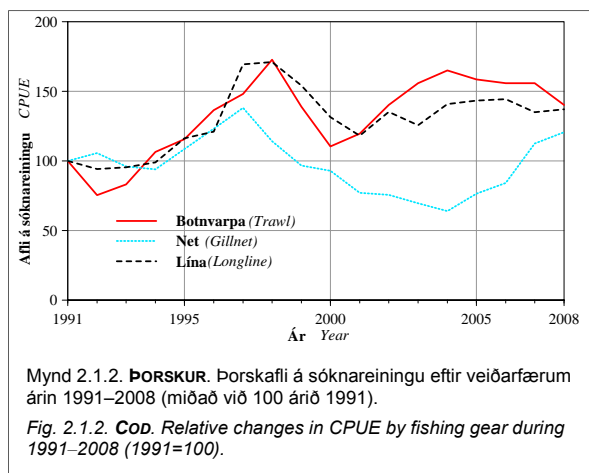 200
150
100
50
0
Afli á sóknareiningu CPUE
Botnvarpa (Trawl)
Net (Gillnet)
Lína (Longline)
1991
1995
2000
2005
2008
Ár Year
Mynd 2.1.2. ÞORSKUR. Þorskafli á sóknareiningu eftir veiðarfærum
árin 1991–2008 (miðað við 100 árið 1991).
Fig. 2.1.2. COD. Relative changes in CPUE by fishing gear during
1991–2008 (1991=100).